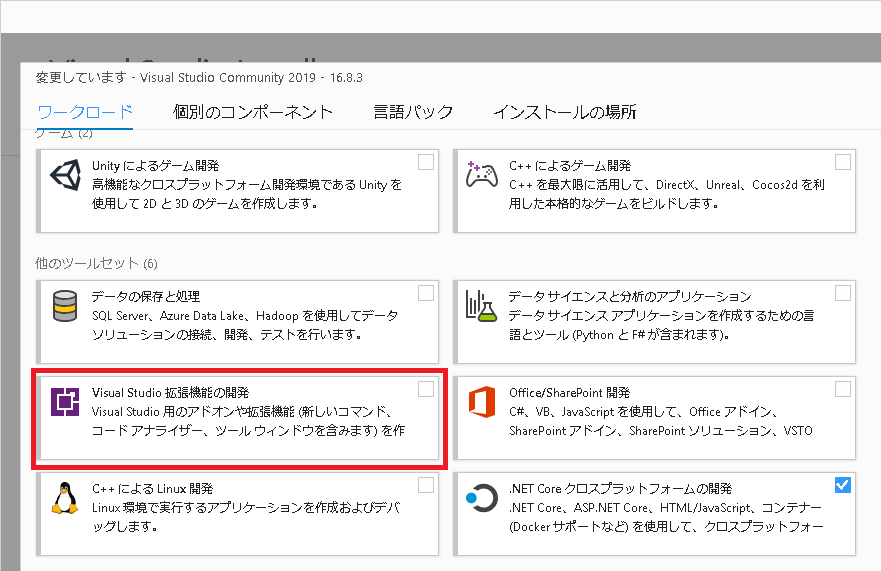 変更しています - Visual Studio Community 2019 - 16.8.3
ワークロード 個別のコンポーネント 言語パック インストールの場所
ゲーム (2)
Unity によるゲーム開発
高機能なクロスプラットフォーム開発環境である Unity を
使用して 2D と 3D のゲームを作成します。
C++ によるゲーム開発
C++ を最大限に活用して、DirectX、Unreal、Cocos2d を利
用した本格的なゲームをビルドします。
他のツールセット (6)
データの保存と処理
SQL Server、Azure Data Lake、Hadoop を使用してデータ
ソリューションの接続、開発、テストを行います。
データ サイエンスと分析のアプリケーション
データ サイエンス アプリケーションを作成するための言
語とツール (Python と F# が含まれます)。
Visual Studio 拡張機能の開発
Visual Studio 用のアドオンや拡張機能 (新しいコマンド、
コード アナライザー、ツール ウィンドウを含みます) を作
Office/SharePoint 開発
C#、VB、JavaScript を使用して、Office アドイン、
SharePoint アドイン、SharePoint ソリューション、VSTO
C++ による Linux 開発
Linux 環境で実行するアプリケーションを作成およびデバ
ッグします。
.NET Core クロスプラットフォームの開発
.NET Core、ASP.NET Core、HTML/JavaScript、コンテナー
(Docker サポートなど) を使用して、クロスプラットフォー